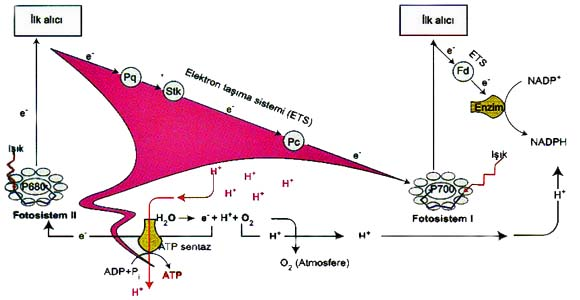 İlk alıcı
İlk alıcı
e-
e-
ETS
Pq
e-
Fd
e-
Stk
Elektron taşıma sistemi (ETS)
NADP+
e-
e-
Enzim
Pc
NADPH
Işık
e-
Işık
H+
P680
H+
H+
H+
P700
H+
Fotosistem II
H+
H+
Fotosistem I
H2O → e- + H+ + O2
e-
ATP sentaz
H+
H+
O2 (Atmosfere)
ADP+Pi
ATP
H+